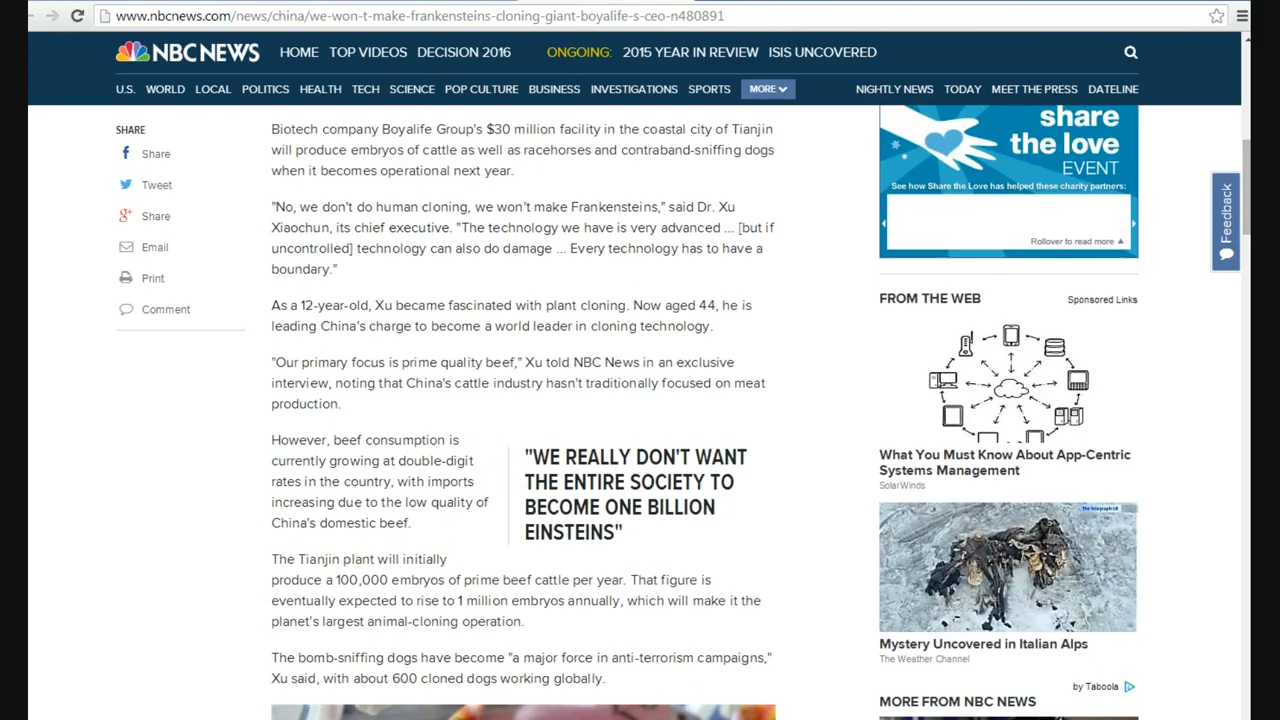 www.nbcnews.com/news/china/we-won-t-make-frankensteins-cloning-giant-boyalife-s-ceo-n480891
NBC NEWS HOME TOP VIDEOS DECISION 2016 ONGOING: 2015 YEAR IN REVIEW ISIS UNCOVERED
U.S. WORLD LOCAL POLITICS HEALTH TECH SCIENCE POP CULTURE BUSINESS INVESTIGATIONS SPORTS MORE NIGHTLY NEWS TODAY MEET THE PRESS DATELINE
SHARE
Share
Tweet
Share
Email
Print
Comment
Biotech company Boyalife Group's $30 million facility in the coastal city of Tianjin
will produce embryos of cattle as well as racehorses and contraband-sniffing dogs
when it becomes operational next year.
"No, we don't do human cloning, we won't make Frankensteins," said Dr. Xu
Xiaochun, its chief executive. "The technology we have is very advanced ... [but if
uncontrolled] technology can also do damage ... Every technology has to have a
boundary."
As a 12-year-old, Xu became fascinated with plant cloning. Now aged 44, he is
leading China's charge to become a world leader in cloning technology.
"Our primary focus is prime quality beef," Xu told NBC News in an exclusive
interview, noting that China's cattle industry hasn't traditionally focused on meat
production.
However, beef consumption is
currently growing at double-digit
rates in the country, with imports
increasing due to the low quality of
China's domestic beef.
"WE REALLY DON'T WANT
THE ENTIRE SOCIETY TO
BECOME ONE BILLION
EINSTEINS"
The Tianjin plant will initially
produce a 100,000 embryos of prime beef cattle per year. That figure is
eventually expected to rise to 1 million embryos annually, which will make it the
planet's largest animal-cloning operation.
The bomb-sniffing dogs have become "a major force in anti-terrorism campaigns,"
Xu said, with about 600 cloned dogs working globally.
share
the love
EVENT
See how Share the Love has helped these charity partners:
Rollover to read more
Feedback
FROM THE WEB Sponsored Links
What You Must Know About App-Centric
Systems Management
SolarWinds
The Telegraph UK
Mystery Uncovered in Italian Alps
The Weather Channel
by Taboola
MORE FROM NBC NEWS